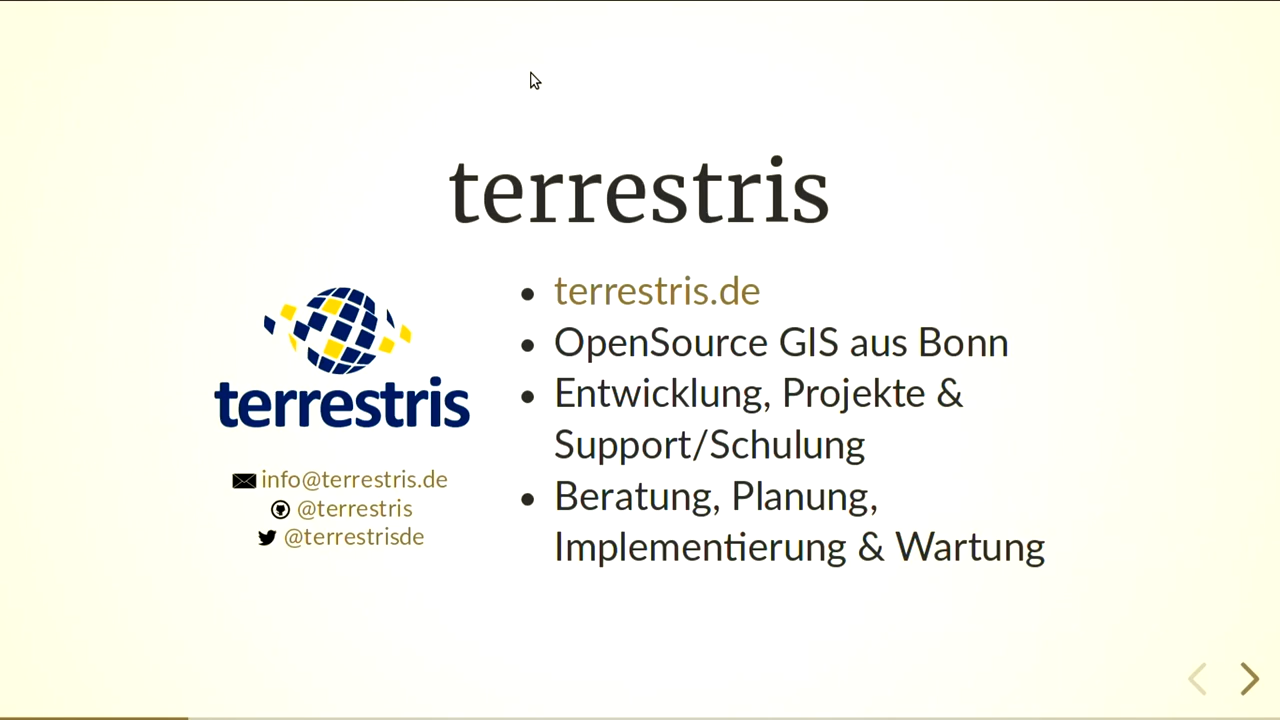 terrestris
terrestris
info@terrestris.de
@terrestris
@terrestrisde
terrestris.de
OpenSource GIS aus Bonn
Entwicklung, Projekte &
Support/Schulung
Beratung, Planung,
Implementierung & Wartung